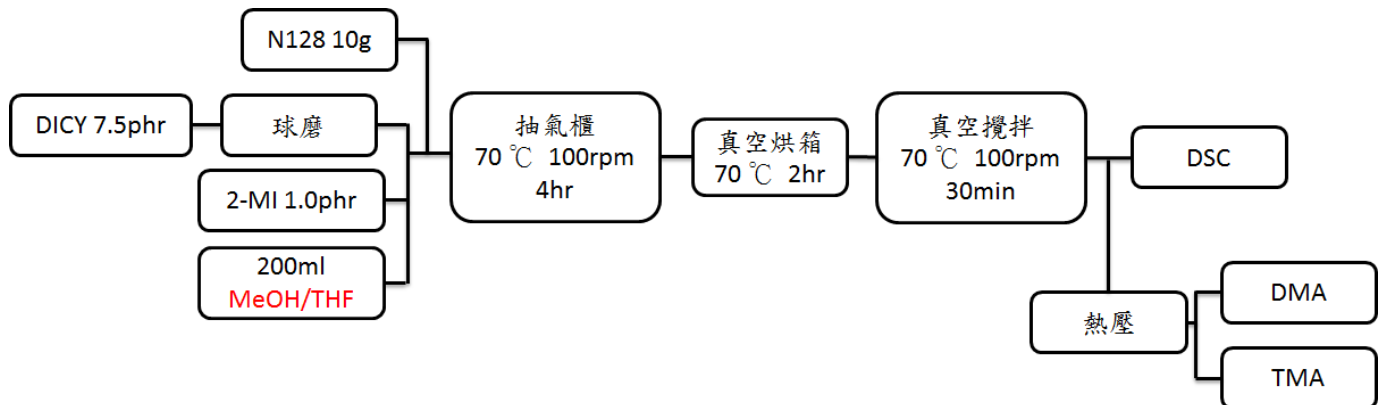 N128 10g
DICY 7.5phr
球磨
2-MI 1.0phr
200ml
MeOH/THF
抽氣櫃
70 ℃ 100rpm
4hr
真空烘箱
70 ℃ 2hr
真空攪拌
70 ℃ 100rpm
30min
DSC
熱壓
DMA
TMA